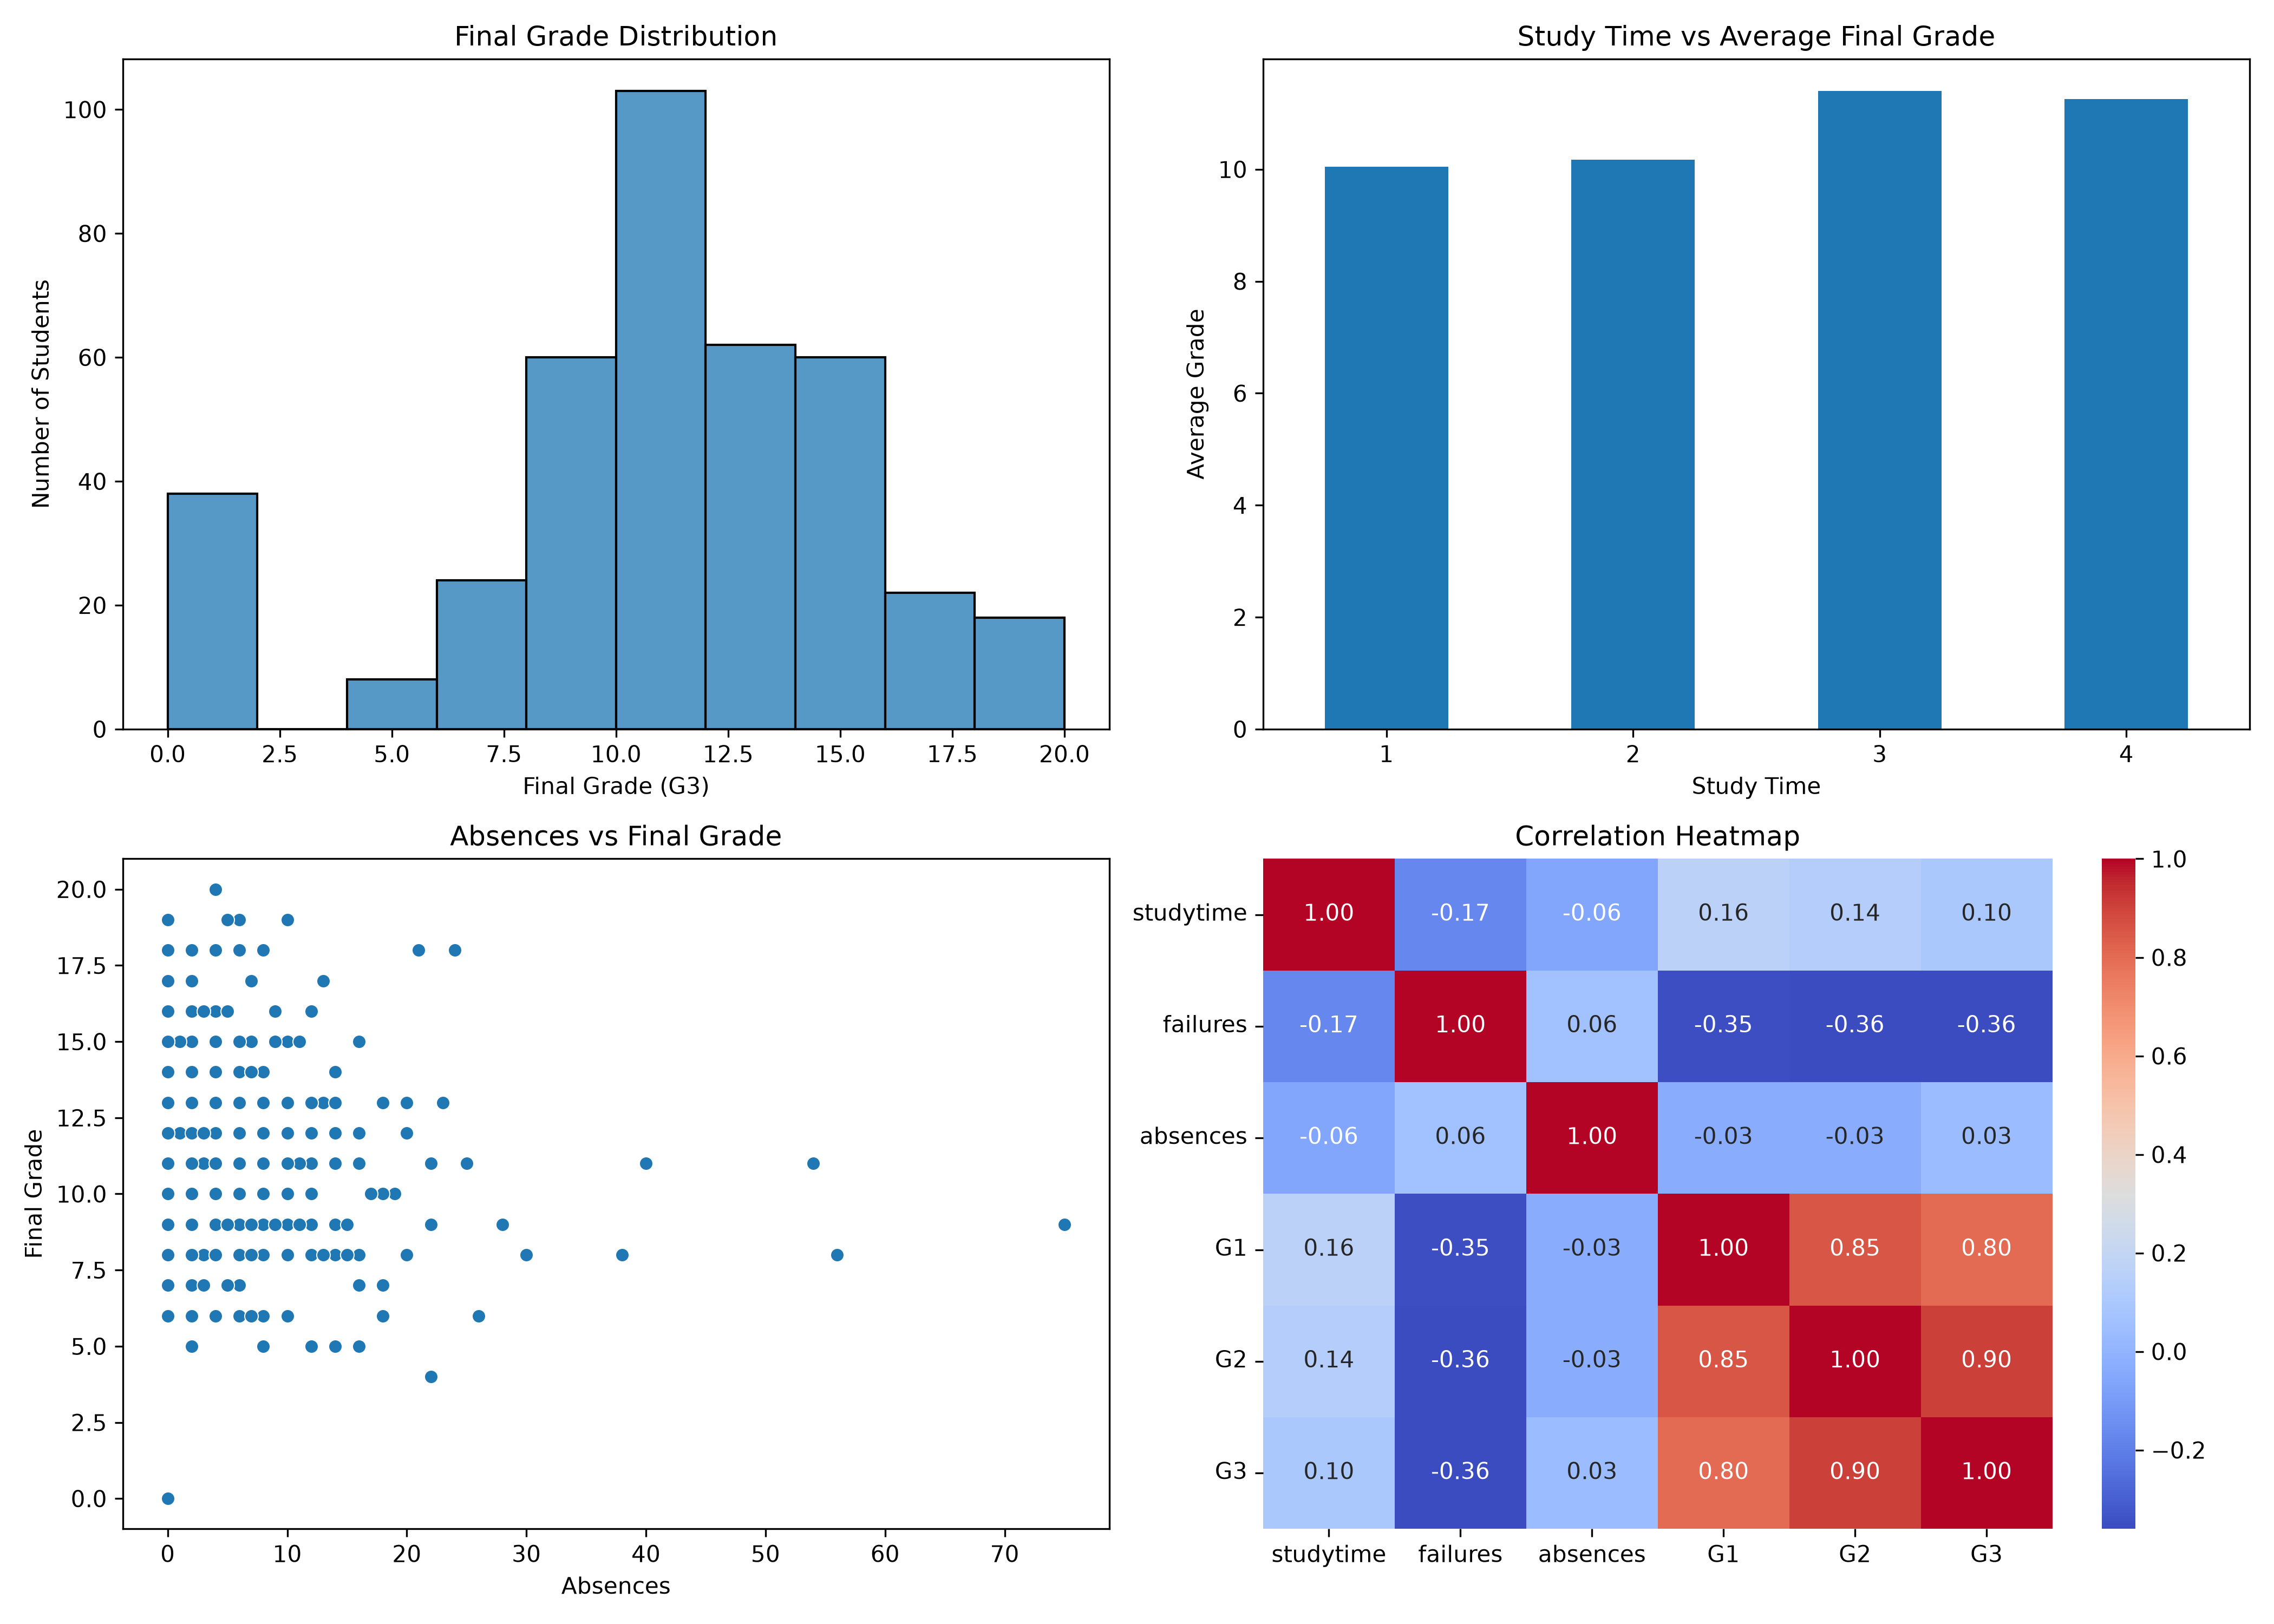 Final Grade Distribution
Number of Students
100
80
60
40
20
0
0.0 2.5 5.0 7.5 10.0 12.5 15.0 17.5 20.0
Final Grade (G3)
Study Time vs Average Final Grade
Average Grade
10
8
6
4
2
0
1 2 3 4
Study Time
Absences vs Final Grade
Final Grade
20.0
17.5
15.0
12.5
10.0
7.5
5.0
2.5
0.0
0 10 20 30 40 50 60 70
Absences
Correlation Heatmap
studytime 1.00 -0.17 -0.06 0.16 0.14 0.10
failures -0.17 1.00 0.06 -0.35 -0.36 -0.36
absences -0.06 0.06 1.00 -0.03 -0.03 0.03
G1 0.16 -0.35 -0.03 1.00 0.85 0.80
G2 0.14 -0.36 -0.03 0.85 1.00 0.90
G3 0.10 -0.36 0.03 0.80 0.90 1.00
studytime failures absences G1 G2 G3
1.0
0.8
0.6
0.4
0.2
0.0
−0.2